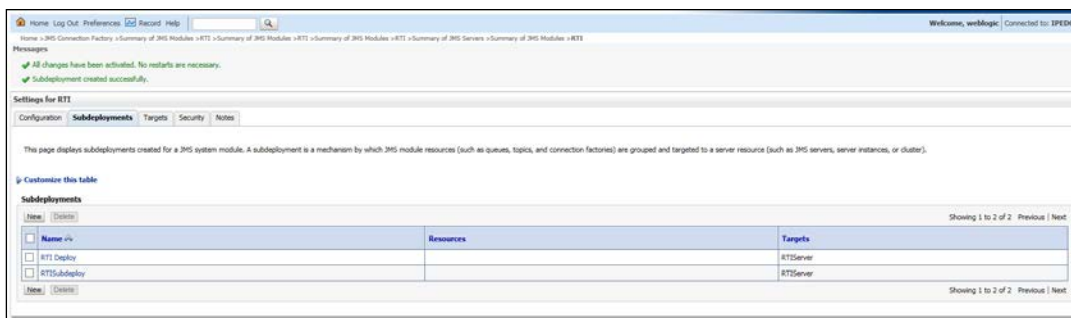 Home Log Out Preferences Record Help
Welcome, weblogic Connected to: IPED
Home >JMS Connection Factory >Summary of JMS Modules >RTI >Summary of JMS Modules >RTI >Summary of JMS Modules >RTI >Summary of JMS Servers >Summary of JMS Modules >RTI
Messages
All changes have been activated. No restarts are necessary.
Subdeployment created successfully.
Settings for RTI
Configuration Subdeployments Targets Security Notes
This page displays subdeployments created for a JMS system module. A subdeployment is a mechanism by which JMS module resources (such as queues, topics, and connection factories) are grouped and targeted to a server resource (such as JMS servers, server instances, or cluster).
Customize this table
Subdeployments
New Delete Showing 1 to 2 of 2 Previous | Next
Name Resources Targets
RTI Deploy RTIServer
RTISubdeploy RTIServer
New Delete Showing 1 to 2 of 2 Previous | Next